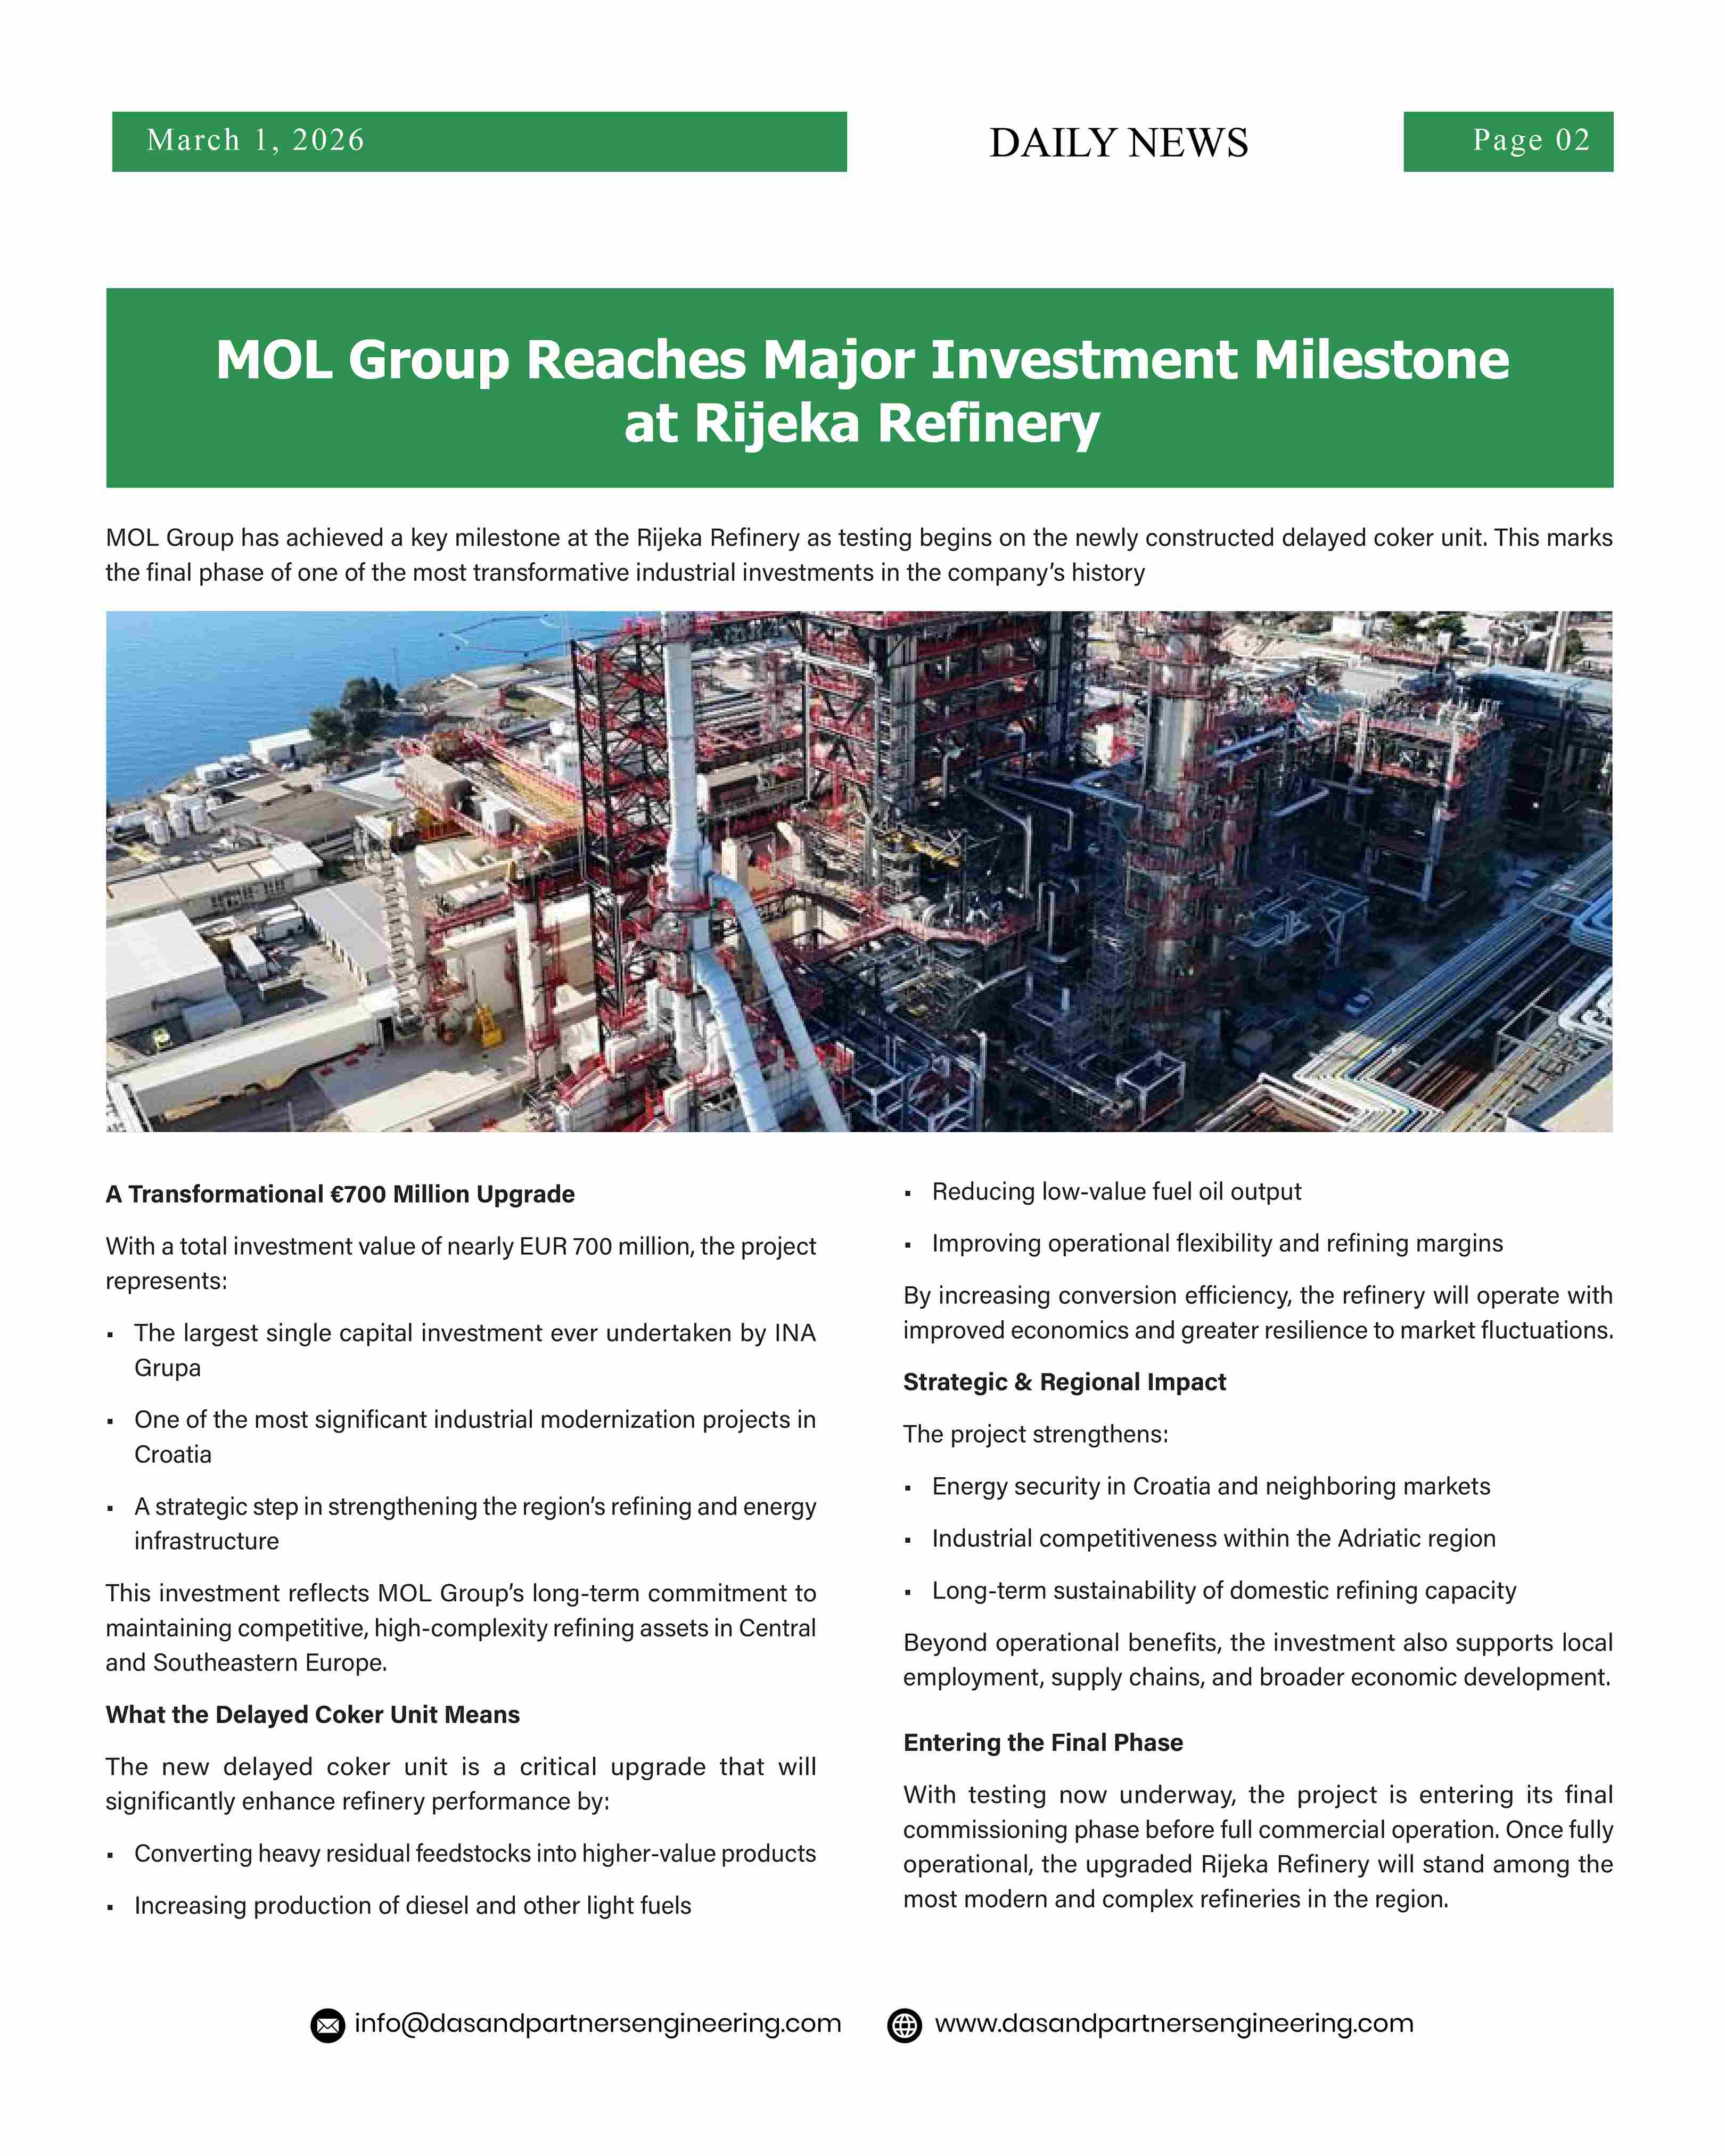 March 1, 2026
DAILY NEWS
Page 02
MOL Group Reaches Major Investment Milestone
at Rijeka Refinery
MOL Group has achieved a key milestone at the Rijeka Refinery as testing begins on the newly constructed delayed coker unit. This marks
the final phase of one of the most transformative industrial investments in the company’s history
A Transformational €700 Million Upgrade
With a total investment value of nearly EUR 700 million, the project
represents:
▪ The largest single capital investment ever undertaken by INA
Grupa
▪ One of the most significant industrial modernization projects in
Croatia
▪ A strategic step in strengthening the region’s refining and energy
infrastructure
This investment reflects MOL Group’s long-term commitment to
maintaining competitive, high-complexity refining assets in Central
and Southeastern Europe.
What the Delayed Coker Unit Means
The new delayed coker unit is a critical upgrade that will
significantly enhance refinery performance by:
▪ Converting heavy residual feedstocks into higher-value products
▪ Increasing production of diesel and other light fuels
▪ Reducing low-value fuel oil output
▪ Improving operational flexibility and refining margins
By increasing conversion efficiency, the refinery will operate with
improved economics and greater resilience to market fluctuations.
Strategic & Regional Impact
The project strengthens:
▪ Energy security in Croatia and neighboring markets
▪ Industrial competitiveness within the Adriatic region
▪ Long-term sustainability of domestic refining capacity
Beyond operational benefits, the investment also supports local
employment, supply chains, and broader economic development.
Entering the Final Phase
With testing now underway, the project is entering its final
commissioning phase before full commercial operation. Once fully
operational, the upgraded Rijeka Refinery will stand among the
most modern and complex refineries in the region.
info@dasandpartnersengineering.com
www.dasandpartnersengineering.com